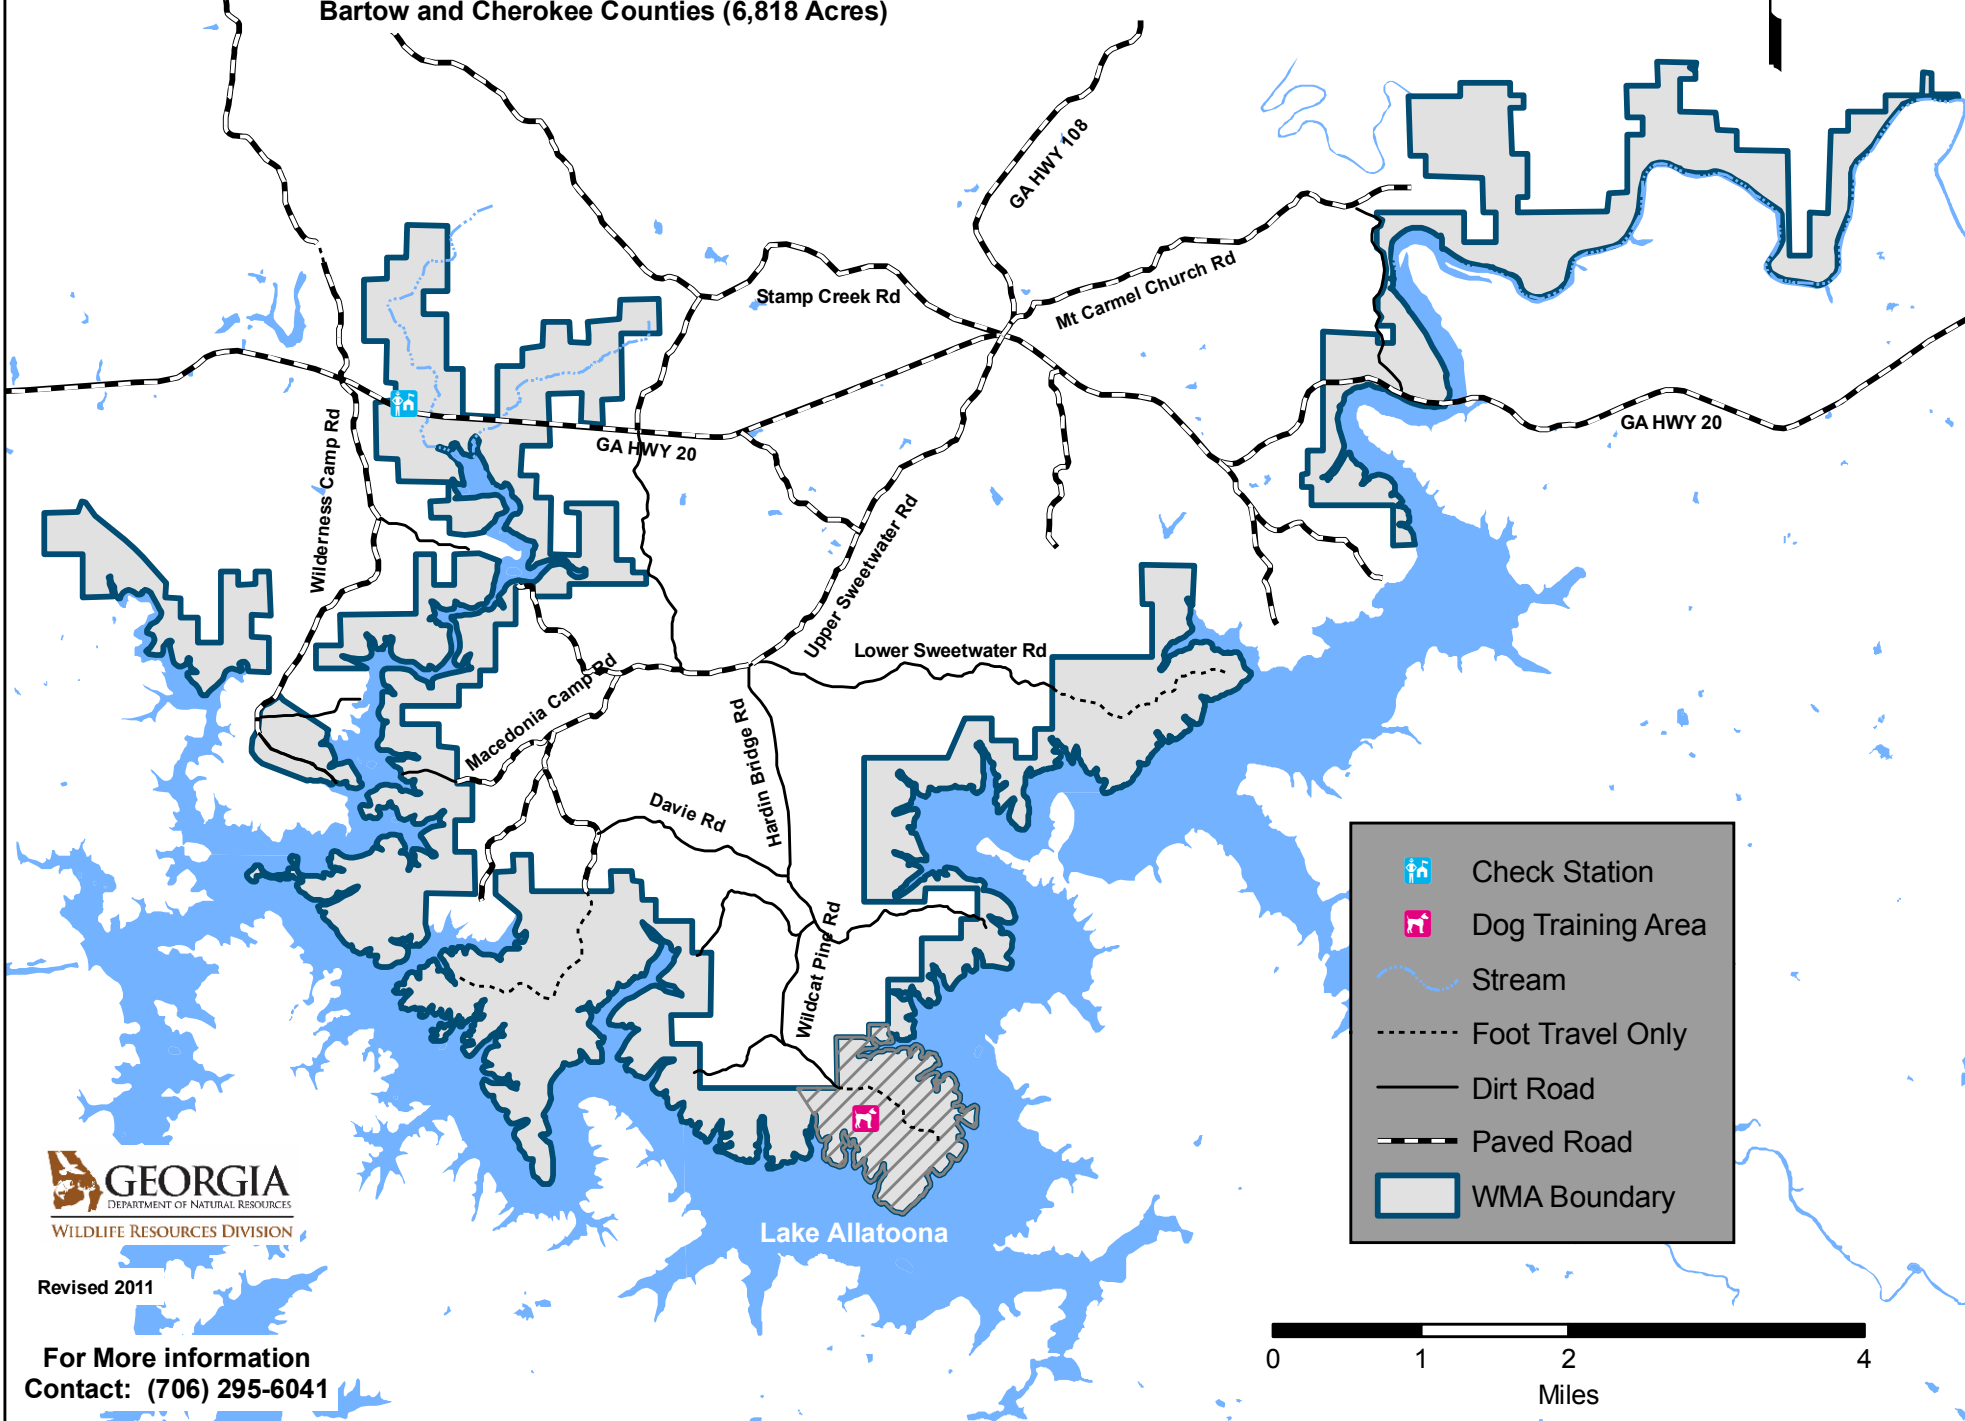 Bartow and Cherokee Counties (6,818 Acres)
GA HWY 108
Stamp Creek Rd
Mt Carmel Church Rd
GA HWY 20
GA HWY 20
Wilderness Camp Rd
Upper Sweetwater Rd
Lower Sweetwater Rd
Macedonia Camp Rd
Hardin Bridge Rd
Davie Rd
Wildcat Pine Rd
Lake Allatoona
Check Station
Dog Training Area
Stream
Foot Travel Only
Dirt Road
Paved Road
WMA Boundary
GEORGIA
DEPARTMENT OF NATURAL RESOURCES
WILDLIFE RESOURCES DIVISION
Revised 2011
For More information
Contact: (706) 295-6041
0 1 2 4
Miles